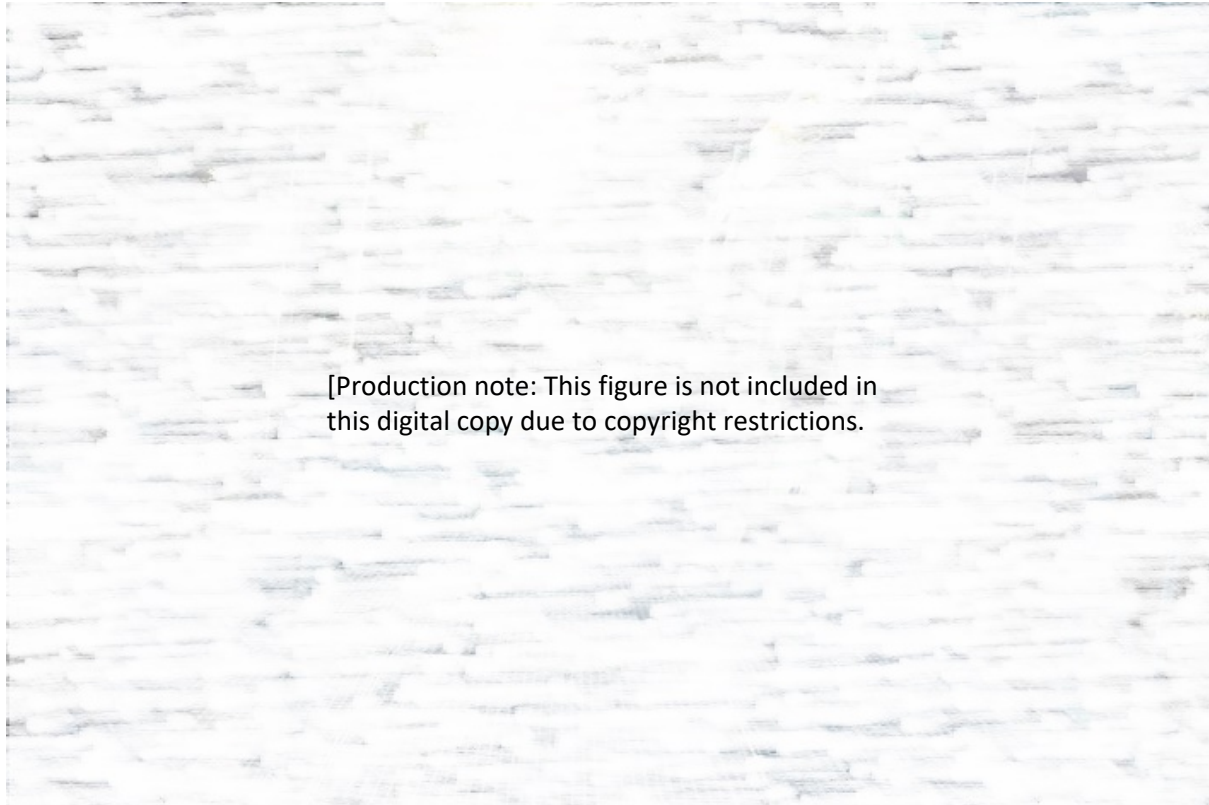 [Production note: This figure is not included in
this digital copy due to copyright restrictions.